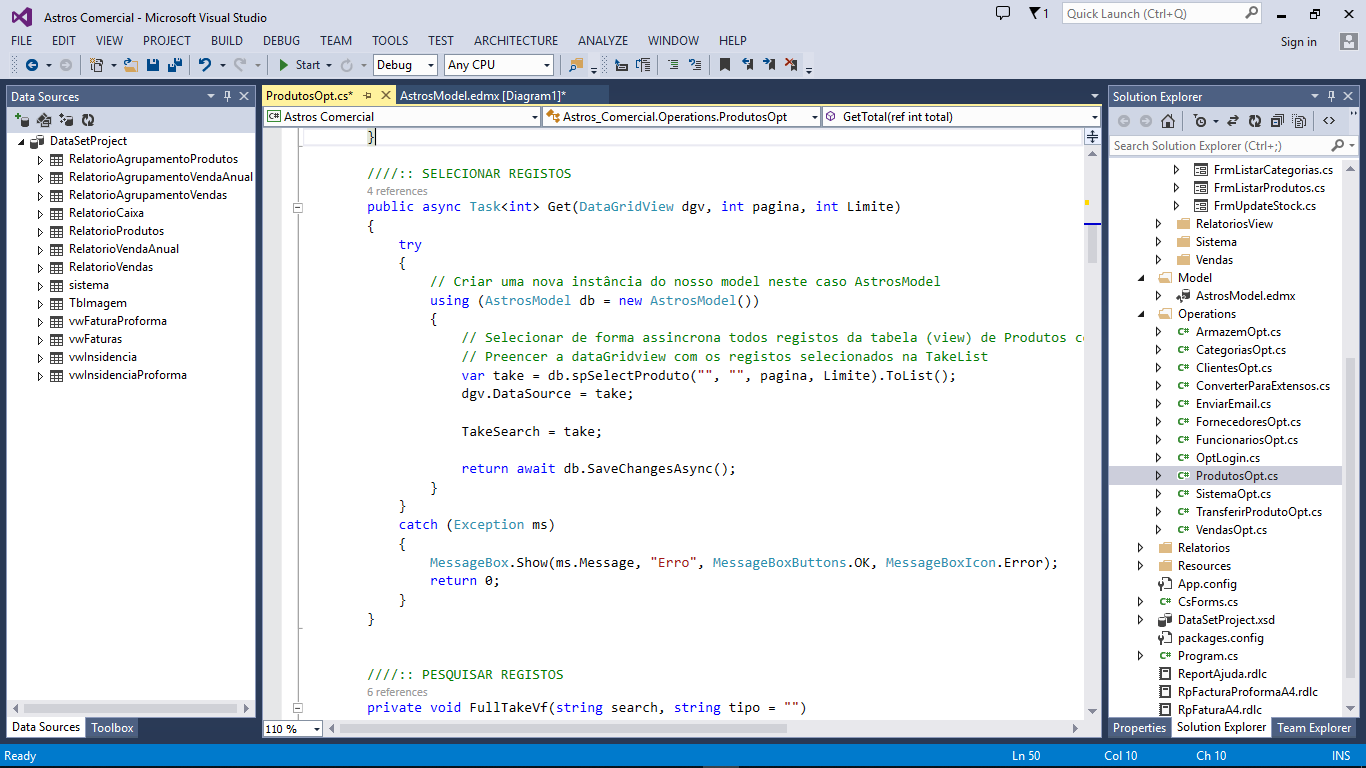 Astros Comercial - Microsoft Visual Studio
1
Quick Launch (Ctrl+Q)
FILE EDIT VIEW PROJECT BUILD DEBUG TEAM TOOLS TEST ARCHITECTURE ANALYZE WINDOW HELP
Sign in
Start Debug Any CPU
Data Sources
DataSetProject
RelatorioAgrupamentoProdutos
RelatorioAgrupamentoVendaAnual
RelatorioAgrupamentoVendas
RelatorioCaixa
RelatorioProdutos
RelatorioVendaAnual
RelatorioVendas
sistema
TbImagem
vwFaturaProforma
vwFaturas
vwInsidencia
vwInsidenciaProforma
Data Sources Toolbox
ProdutosOpt.cs* AstrosModel.edmx [Diagram1]*
C# Astros Comercial Astros_Comercial.Operations.ProdutosOpt GetTotal(ref int total)
}
////:: SELECIONAR REGISTOS
4 references
public async Task<int> Get(DataGridView dgv, int pagina, int Limite)
{
try
{
// Criar uma nova instância do nosso model neste caso AstrosModel
using (AstrosModel db = new AstrosModel())
{
// Selecionar de forma assincrona todos registos da tabela (view) de Produtos c
// Preencer a dataGridview com os registos selecionados na TakeList
var take = db.spSelectProduto("", "", pagina, Limite).ToList();
dgv.DataSource = take;
TakeSearch = take;
return await db.SaveChangesAsync();
}
}
catch (Exception ms)
{
MessageBox.Show(ms.Message, "Erro", MessageBoxButtons.OK, MessageBoxIcon.Error);
return 0;
}
}
////:: PESQUISAR REGISTOS
6 references
private void FullTakeVf(string search, string tipo = "")
110 %
Solution Explorer
Search Solution Explorer (Ctrl+;)
FrmListarCategorias.cs
FrmListarProdutos.cs
FrmUpdateStock.cs
RelatoriosView
Sistema
Vendas
Model
AstrosModel.edmx
Operations
C# ArmazemOpt.cs
C# CategoriasOpt.cs
C# ClientesOpt.cs
C# ConverterParaExtensos.cs
C# EnviarEmail.cs
C# FornecedoresOpt.cs
C# FuncionariosOpt.cs
C# OptLogin.cs
C# ProdutosOpt.cs
C# SistemaOpt.cs
C# TransferirProdutoOpt.cs
C# VendasOpt.cs
Relatorios
Resources
App.config
C# CsForms.cs
DataSetProject.xsd
packages.config
C# Program.cs
ReportAjuda.rdlc
RpFacturaProformaA4.rdlc
RpFaturaA4.rdlc
Properties Solution Explorer Team Explorer
Ready Ln 50 Col 10 Ch 10 INS